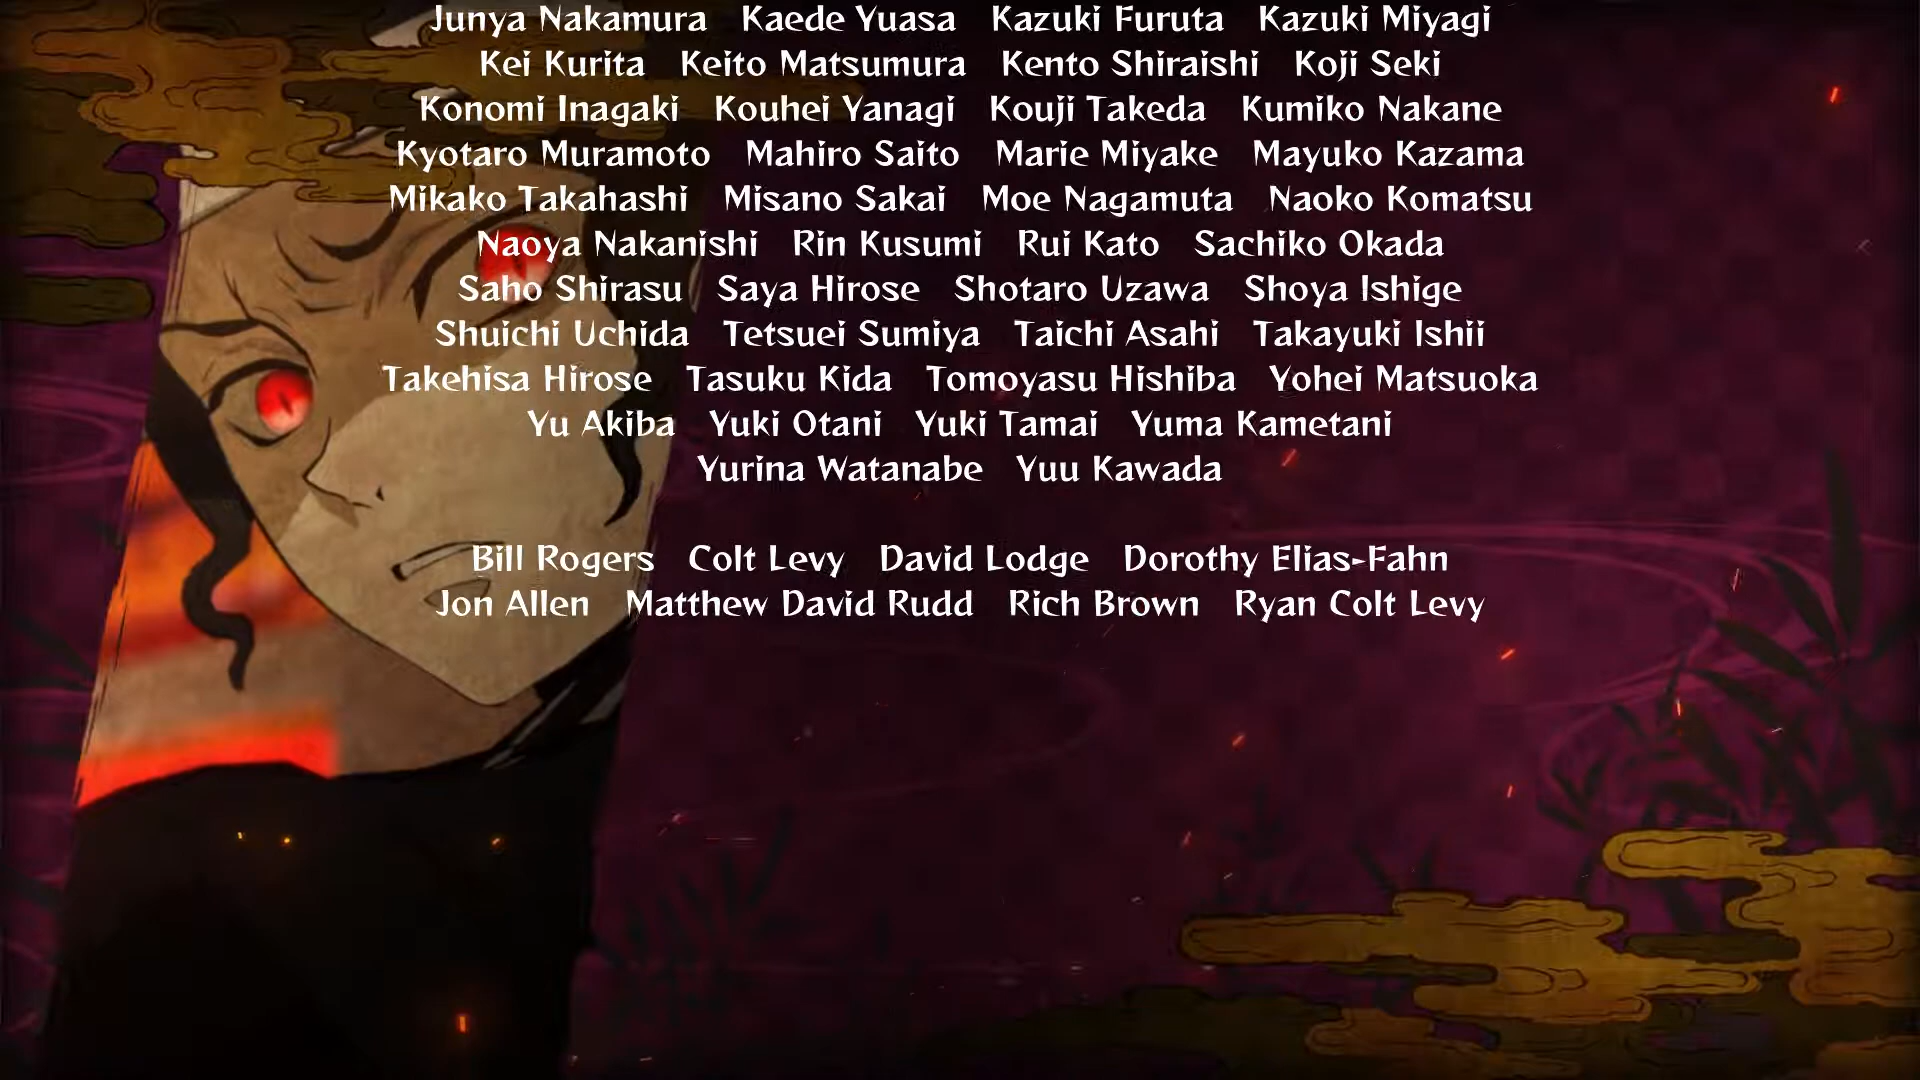 Junya Nakamura Kaede Yuasa Kazuki Furuta Kazuki Miyagi
Kei Kurita Keito Matsumura Kento Shiraishi Koji Seki
Konomi Inagaki Kouhei Yanagi Kouji Takeda Kumiko Nakane
Kyotaro Muramoto Mahiro Saito Marie Miyake Mayuko Kazama
Mikako Takahashi Misano Sakai Moe Nagamuta Naoko Komatsu
Naoya Nakanishi Rin Kusumi Rui Kato Sachiko Okada
Saho Shirasu Saya Hirose Shotaro Uzawa Shoya Ishige
Shuichi Uchida Tetsuei Sumiya Taichi Asahi Takayuki Ishii
Takehisa Hirose Tasuku Kida Tomoyasu Hishiba Yohei Matsuoka
Yu Akiba Yuki Otani Yuki Tamai Yuma Kametani
Yurina Watanabe Yuu Kawada
Bill Rogers Colt Levy David Lodge Dorothy Elias-Fahn
Jon Allen Matthew David Rudd Rich Brown Ryan Colt Levy